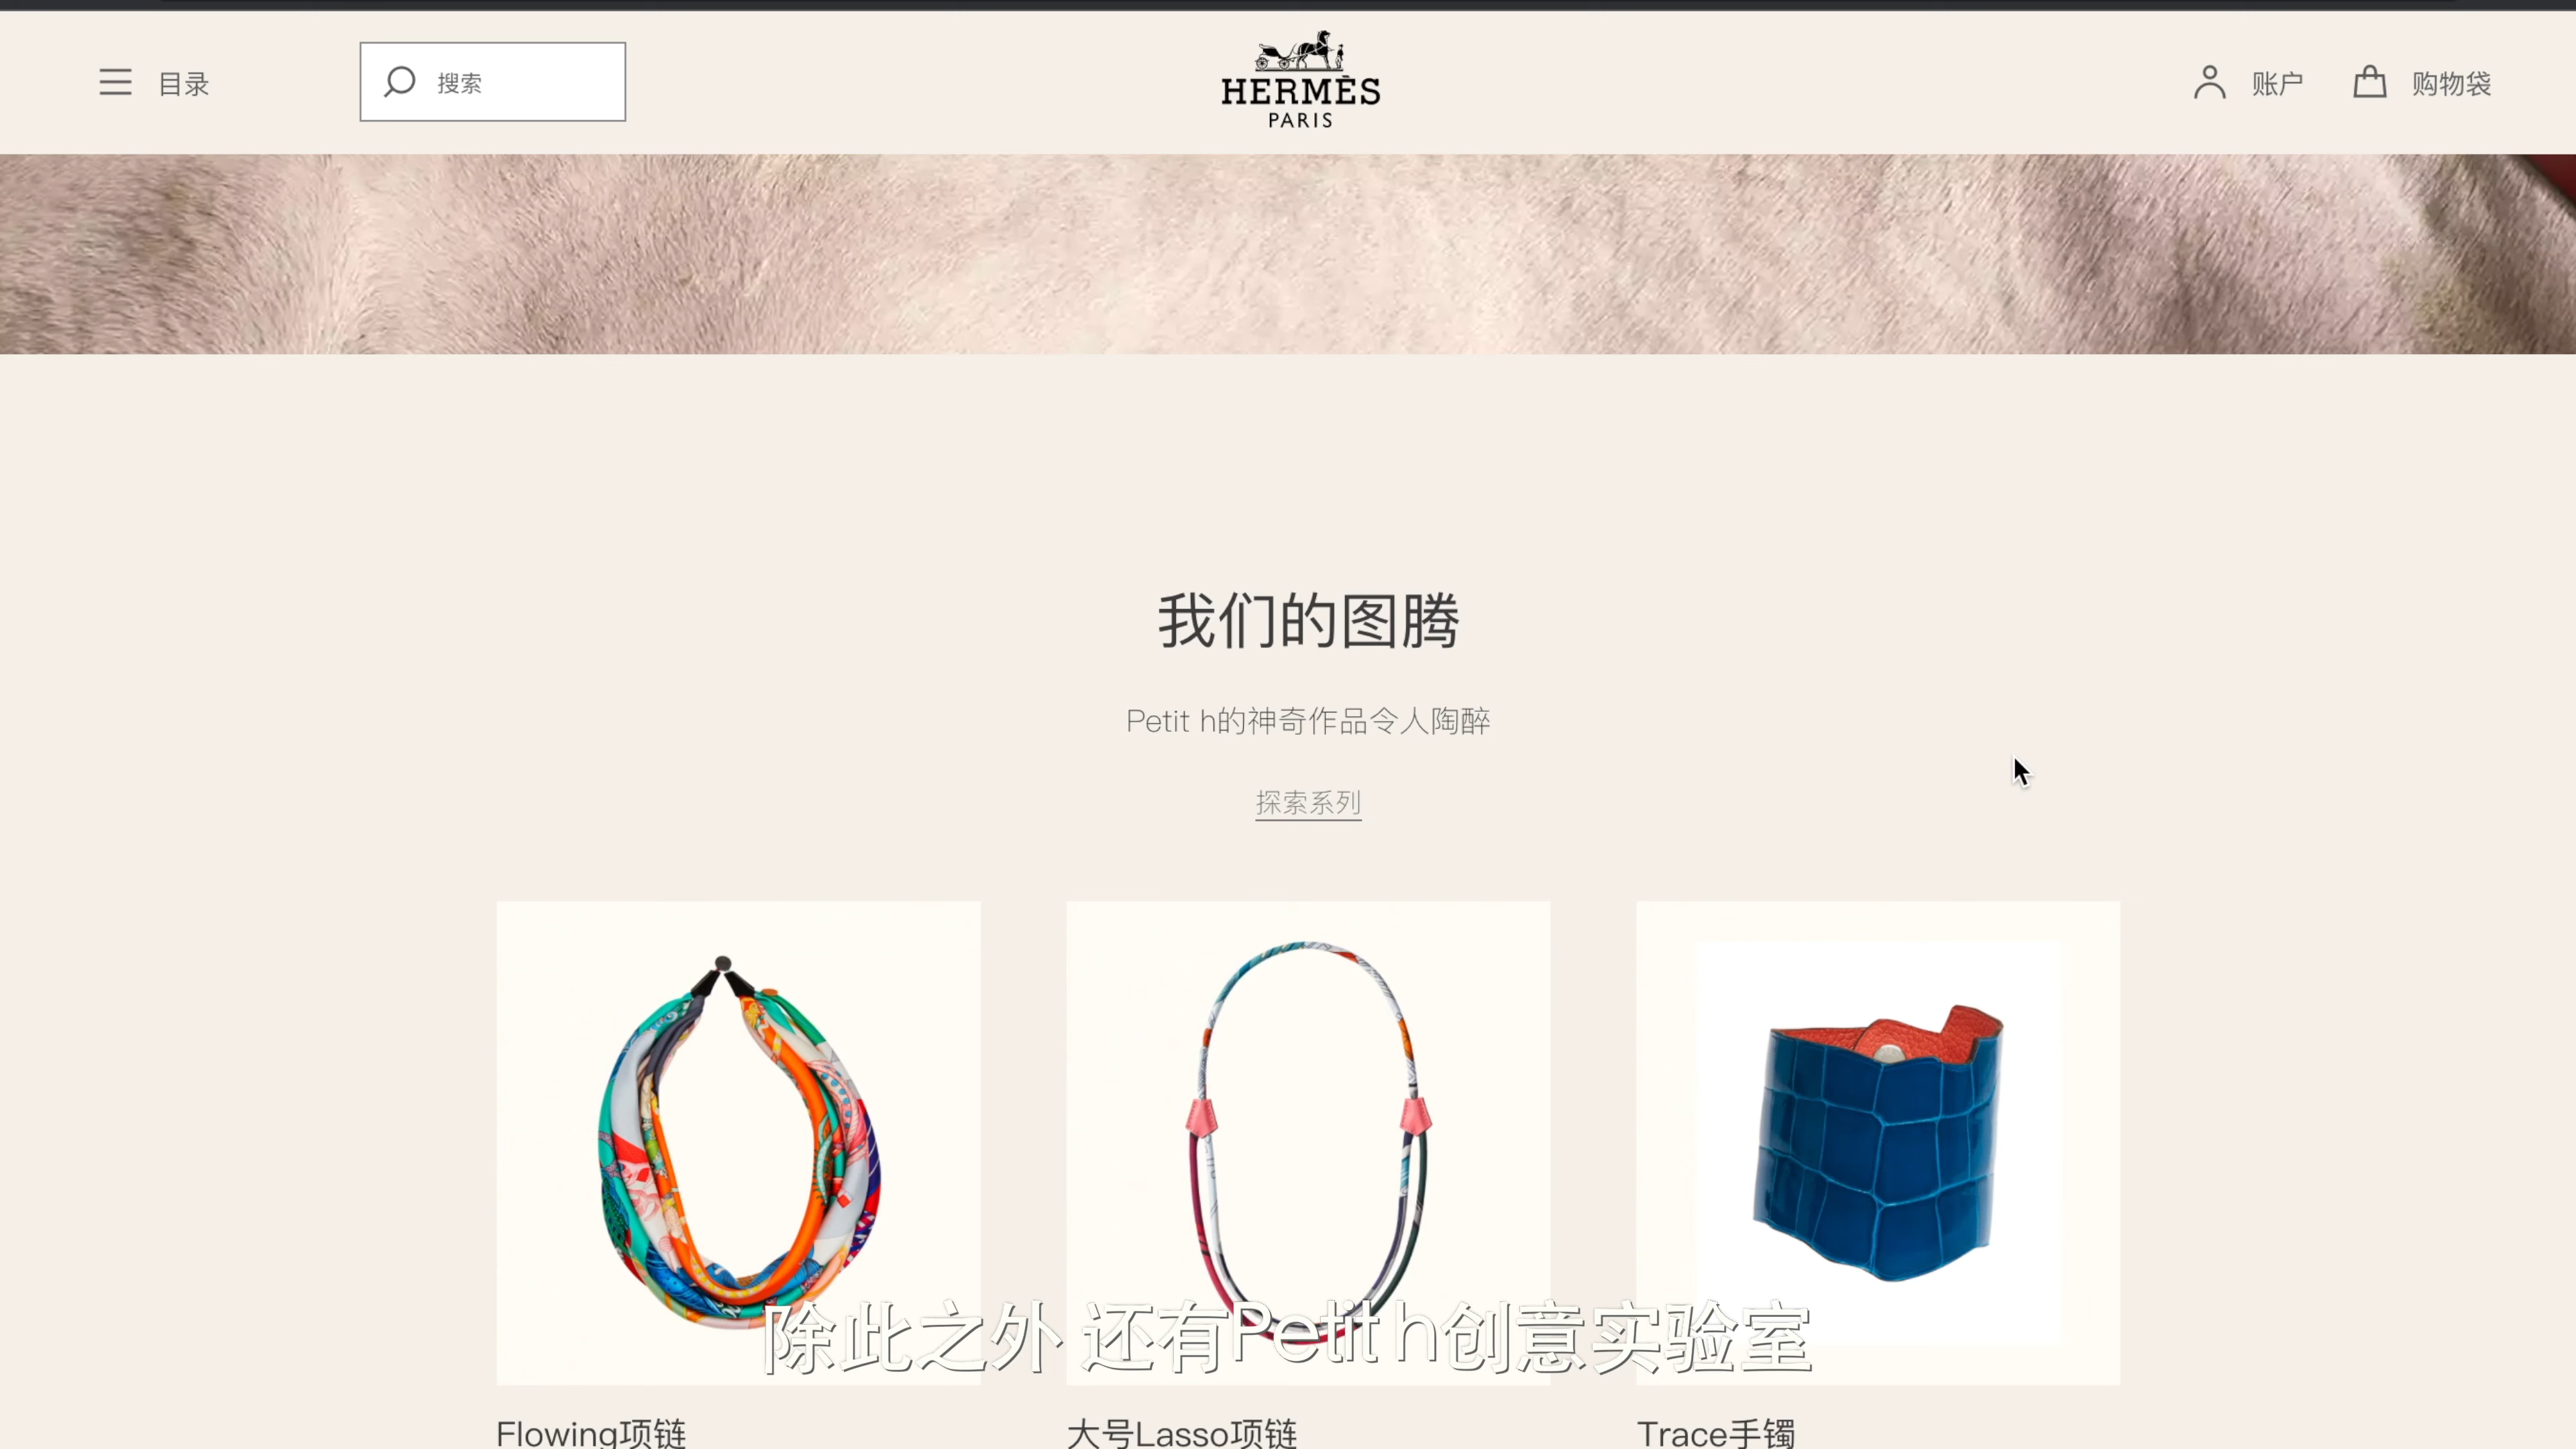 目录
搜索
HERMÈS
PARIS
账户
购物袋
我们的图腾
Petit h的神奇作品令人陶醉
探索系列
除此之外 还有Petit h创意实验室
Flowing项链
大号Lasso项链
Trace手镯